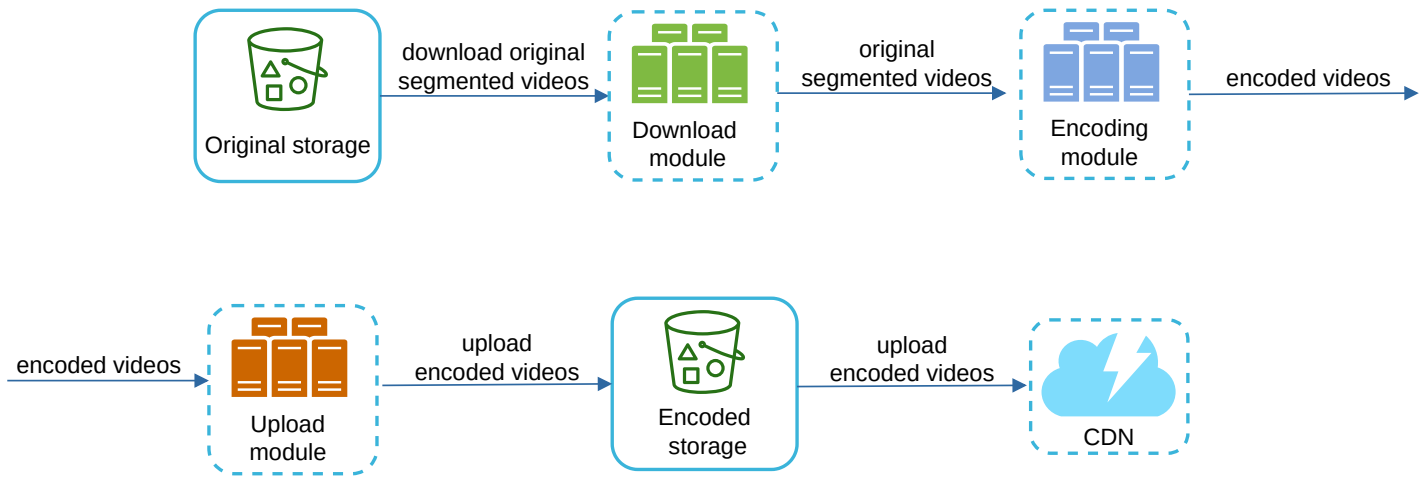 download original
segmented videos
original
segmented videos
encoded videos
Original storage
Download
module
Encoding
module
encoded videos
upload
encoded videos
upload
encoded videos
Upload
module
Encoded
storage
CDN